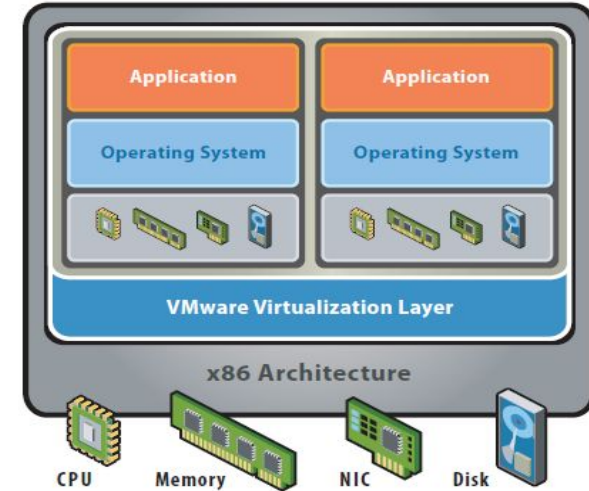 Application Application
Operating System Operating System
VMware Virtualization Layer
x86 Architecture
CPU Memory NIC Disk